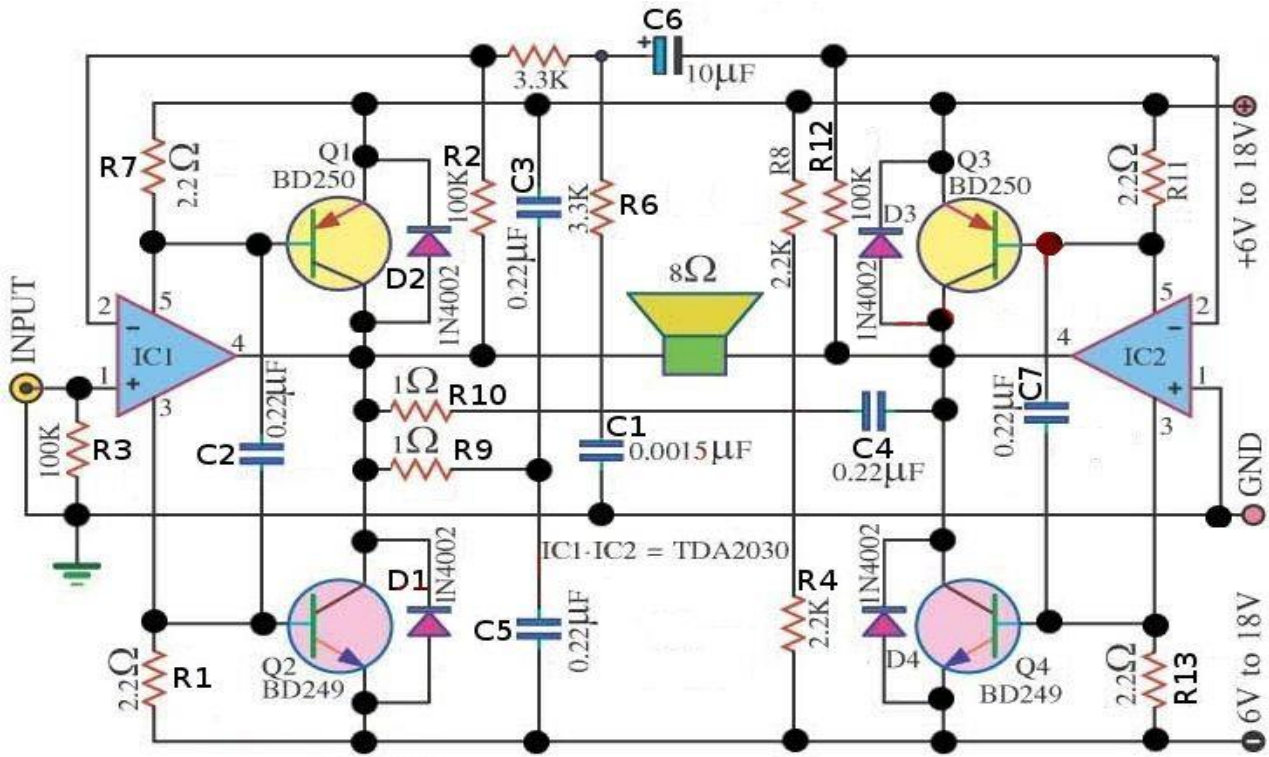 C6
+
10µF
3.3K
R7
2.2Ω
Q1
BD250
R2
100K
C3
0.22µF
3.3K
R6
R8
2.2K
R12
100K
Q3
BD250
D3
1N4002
2.2Ω
R11
+6V to 18V
+
D2
1N4002
8Ω
INPUT
2
5
-
IC1
4
1
+
3
5
2
-
4
IC2
1
+
3
100K
R3
C2
0.22µF
1Ω
R10
1Ω
R9
C1
0.0015µF
C4
0.22µF
0.22µF
C7
GND
IC1-IC2 = TDA2030
D1
1N4002
R4
2.2K
1N4002
D4
2.2Ω
R1
Q2
BD249
C5
0.22µF
Q4
BD249
2.2Ω
R13
6V to 18V
-